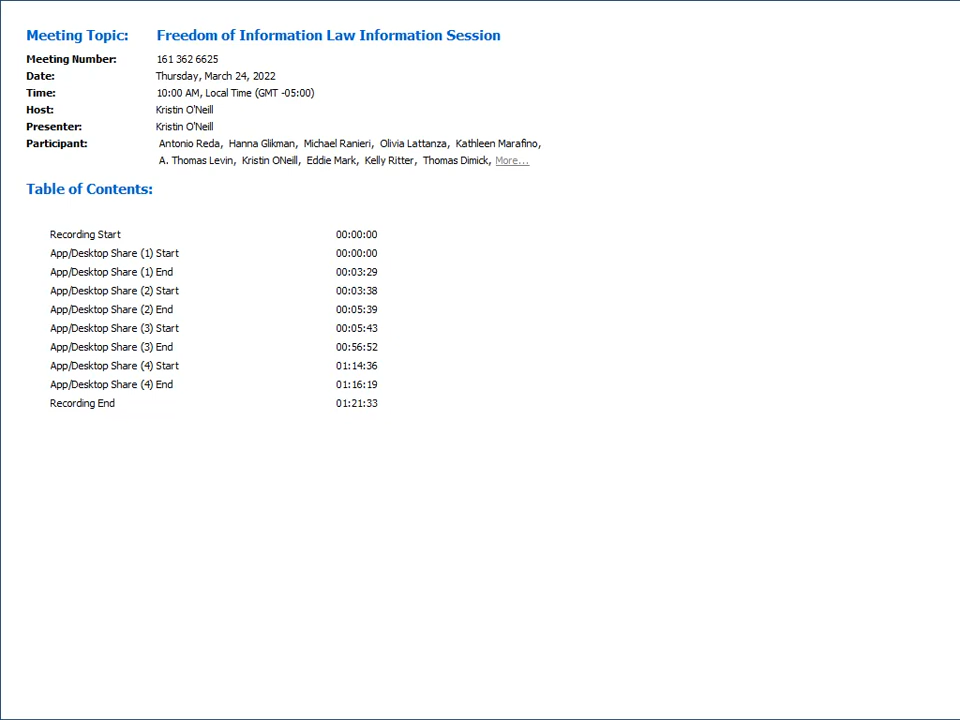 Meeting Topic: Freedom of Information Law Information Session
Meeting Number: 161 362 6625
Date: Thursday, March 24, 2022
Time: 10:00 AM, Local Time (GMT -05:00)
Host: Kristin O'Neill
Presenter: Kristin O'Neill
Participant: Antonio Reda, Hanna Glikman, Michael Ranieri, Olivia Lattanza, Kathleen Marafino,
A. Thomas Levin, Kristin ONeill, Eddie Mark, Kelly Ritter, Thomas Dimick, More...
Table of Contents:
Recording Start 00:00:00
App/Desktop Share (1) Start 00:00:00
App/Desktop Share (1) End 00:03:29
App/Desktop Share (2) Start 00:03:38
App/Desktop Share (2) End 00:05:39
App/Desktop Share (3) Start 00:05:43
App/Desktop Share (3) End 00:56:52
App/Desktop Share (4) Start 01:14:36
App/Desktop Share (4) End 01:16:19
Recording End 01:21:33